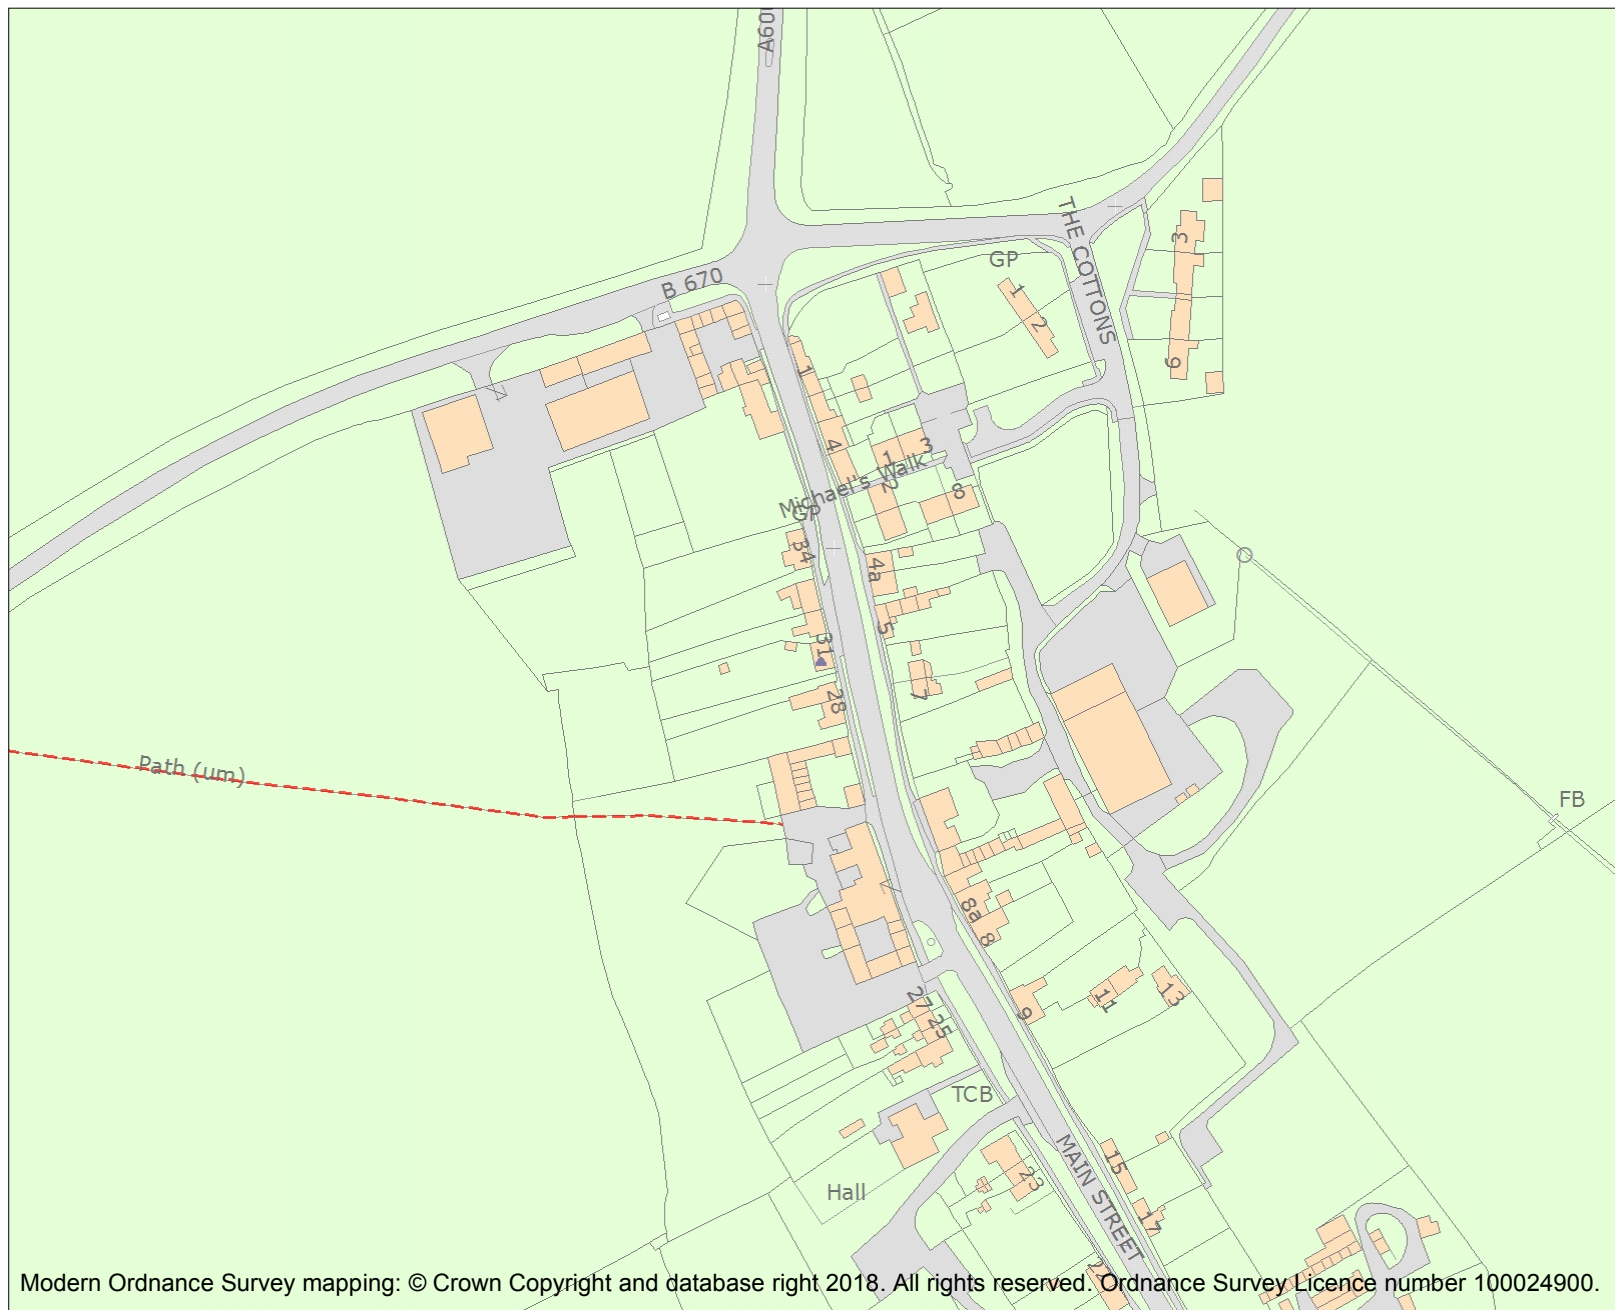 B 670
THE COTTONS
GP
3
1
2
6
1
4
3
1
2
8
Michael's Walk
GP
34
4a
5
31
7
28
Path (um)
FB
8a
8
27
25
9
11
13
TCB
MAIN STREET
15
23
17
Hall
Modern Ordnance Survey mapping: © Crown Copyright and database right 2018. All rights reserved. Ordnance Survey Licence number 100024900.